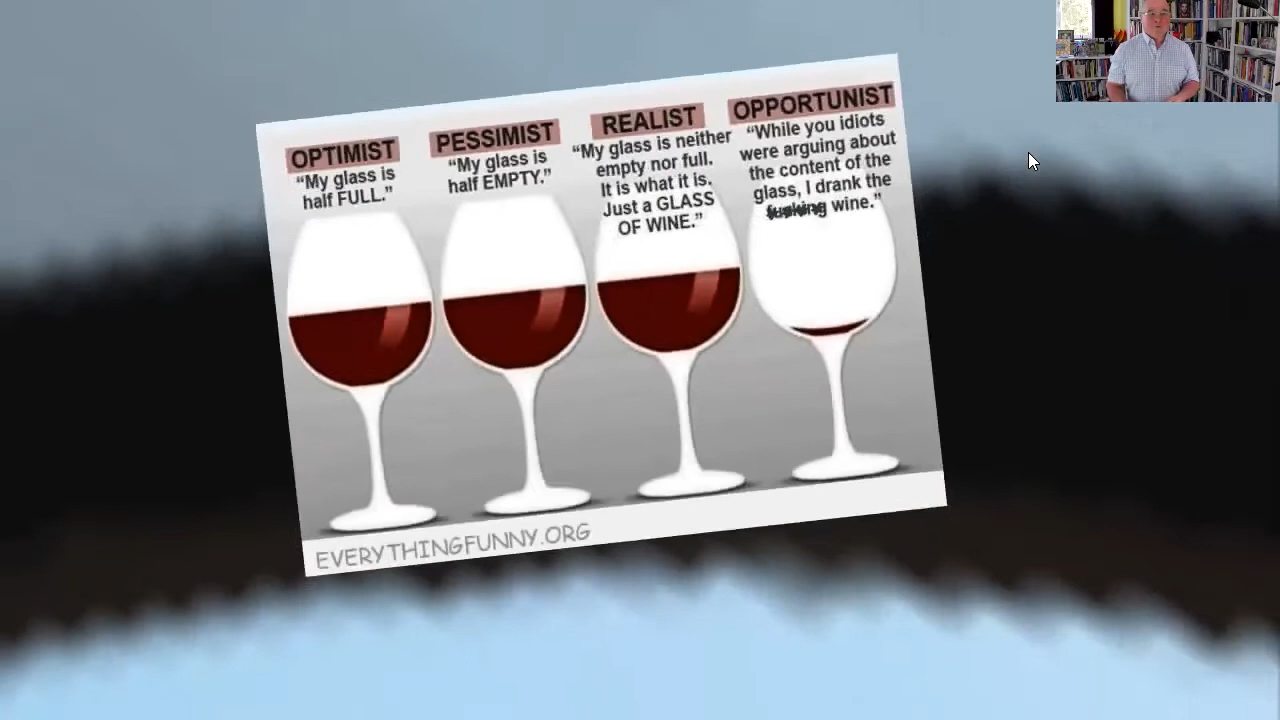 OPTIMIST
“My glass is
half FULL.”
PESSIMIST
“My glass is
half EMPTY.”
REALIST
“My glass is neither
empty nor full.
It is what it is.
Just a GLASS
OF WINE.”
OPPORTUNIST
“While you idiots
were arguing about
the content of the
glass, I drank the
wine.”
EVERYTHINGFUNNY.ORG